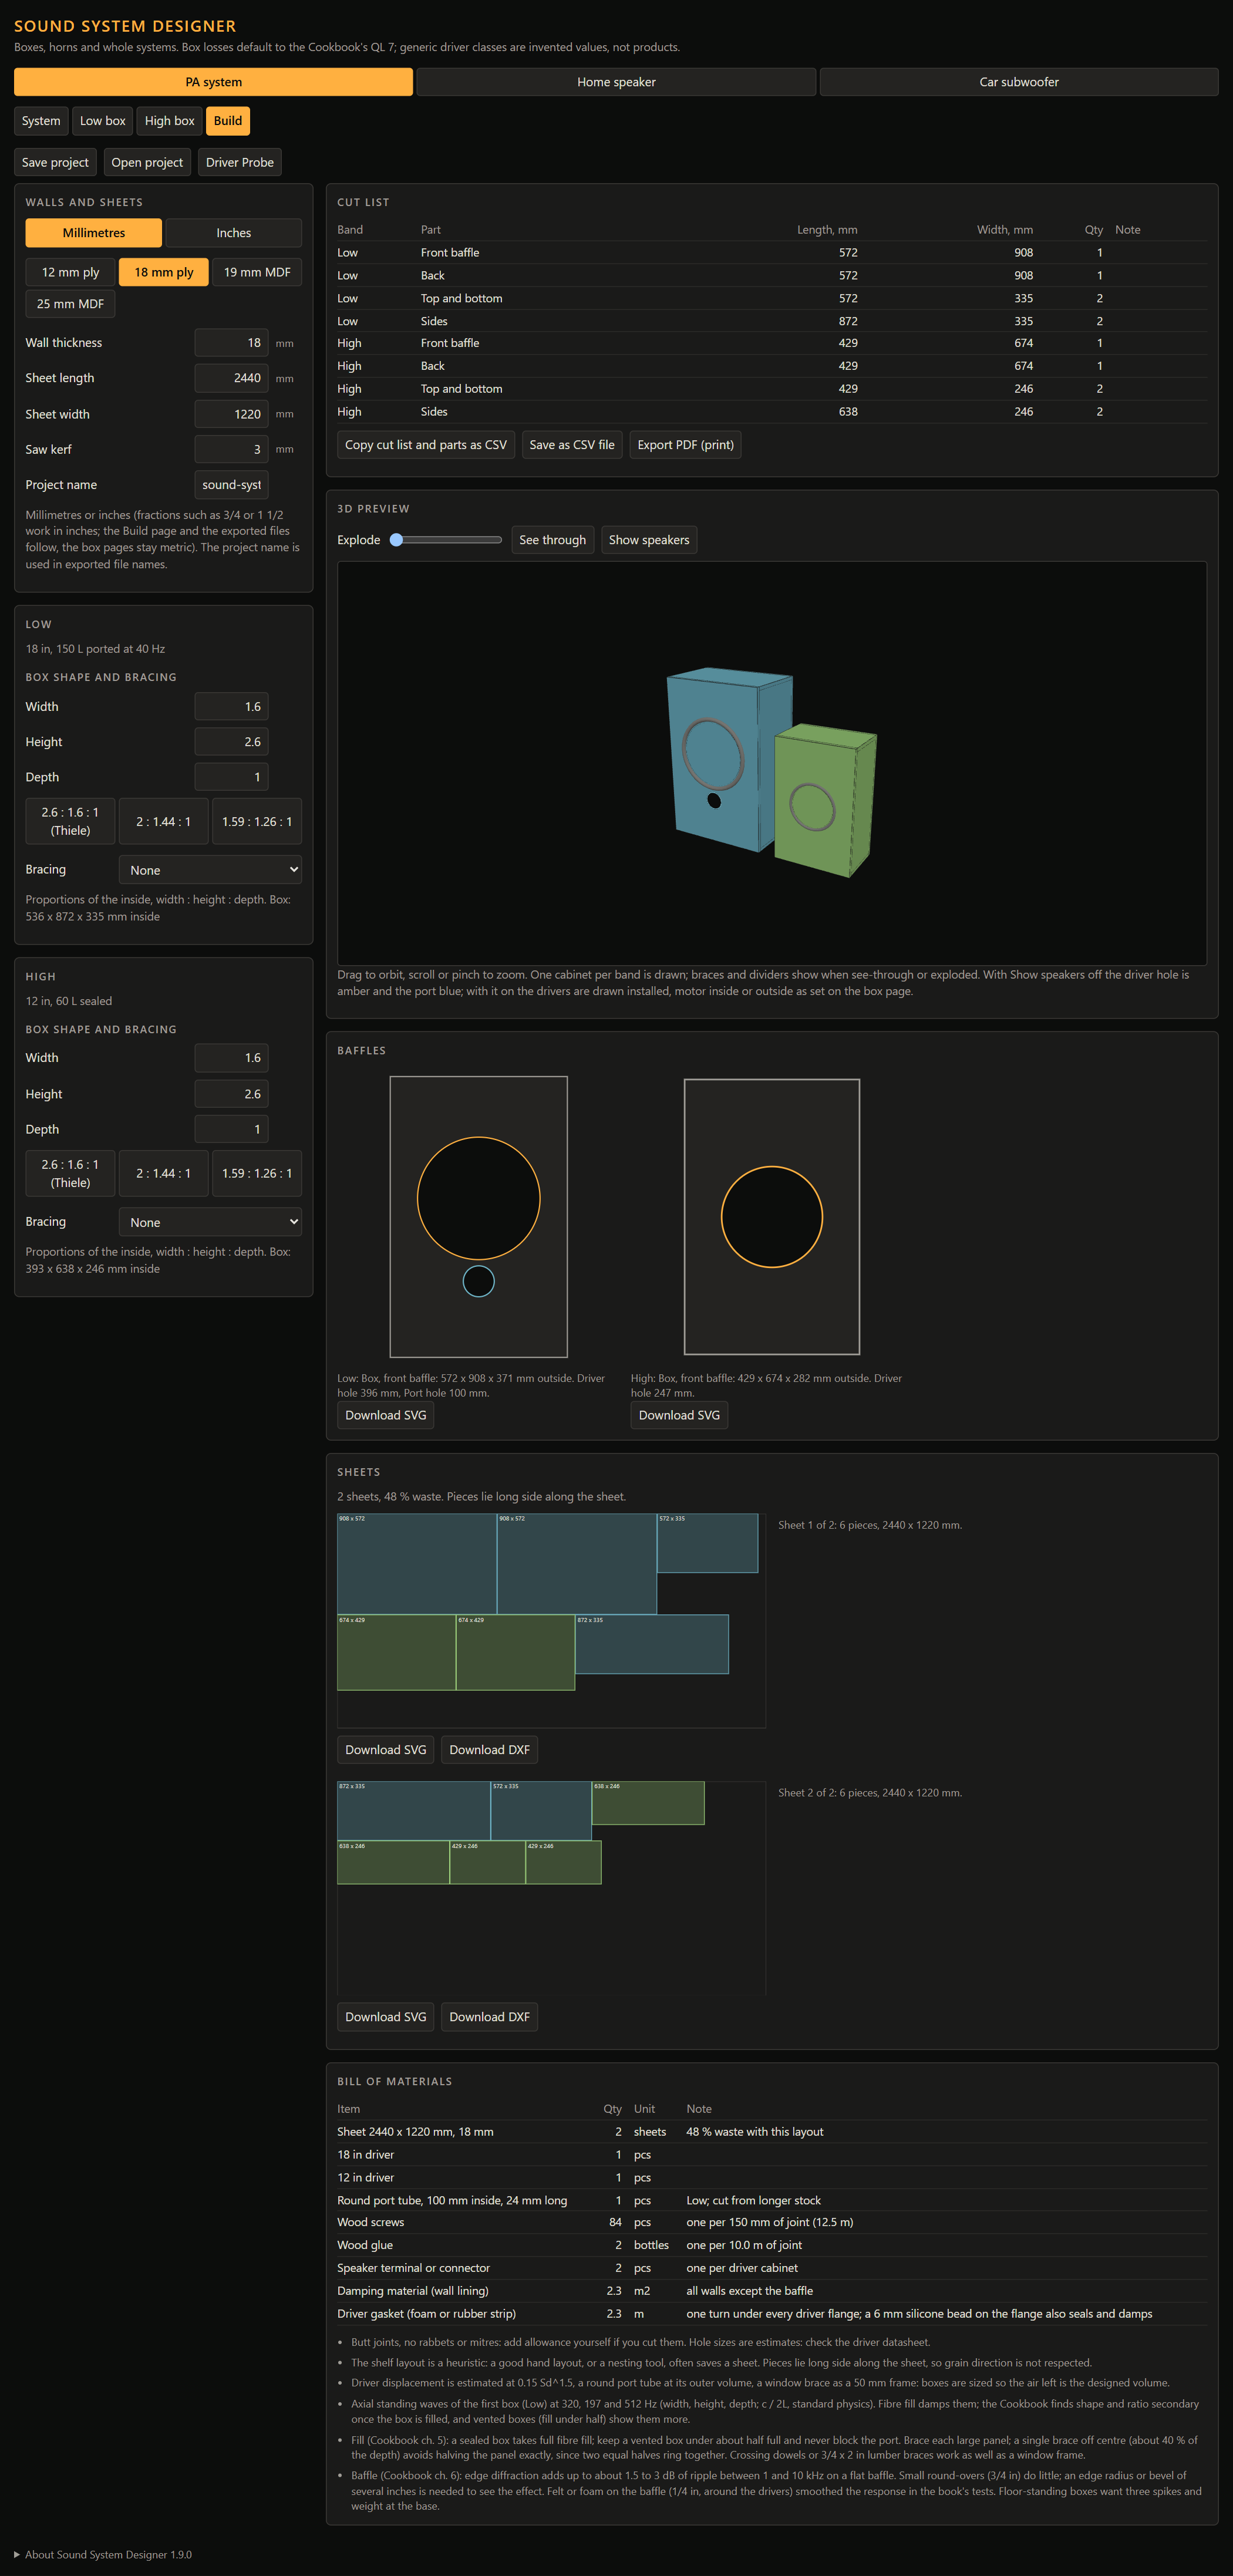 SOUND SYSTEM DESIGNER
Boxes, horns and whole systems. Box losses default to the Cookbook's QL 7; generic driver classes are invented values, not products.
PA system
Home speaker
Car subwoofer
System
Low box
High box
Build
Save project
Open project
Driver Probe
WALLS AND SHEETS
Millimetres
Inches
12 mm ply
18 mm ply
19 mm MDF
25 mm MDF
Wall thickness 18 mm
Sheet length 2440 mm
Sheet width 1220 mm
Saw kerf 3 mm
Project name sound-syst
Millimetres or inches (fractions such as 3/4 or 1 1/2
work in inches; the Build page and the exported files
follow, the box pages stay metric). The project name is
used in exported file names.
LOW
18 in, 150 L ported at 40 Hz
BOX SHAPE AND BRACING
Width 1.6
Height 2.6
Depth 1
2.6 : 1.6 : 1
(Thiele)
2 : 1.44 : 1
1.59 : 1.26 : 1
Bracing None
Proportions of the inside, width : height : depth. Box:
536 x 872 x 335 mm inside
HIGH
12 in, 60 L sealed
BOX SHAPE AND BRACING
Width 1.6
Height 2.6
Depth 1
2.6 : 1.6 : 1
(Thiele)
2 : 1.44 : 1
1.59 : 1.26 : 1
Bracing None
Proportions of the inside, width : height : depth. Box:
393 x 638 x 246 mm inside
CUT LIST
Band Part Length, mm Width, mm Qty Note
Low Front baffle 572 908 1
Low Back 572 908 1
Low Top and bottom 572 335 2
Low Sides 872 335 2
High Front baffle 429 674 1
High Back 429 674 1
High Top and bottom 429 246 2
High Sides 638 246 2
Copy cut list and parts as CSV
Save as CSV file
Export PDF (print)
3D PREVIEW
Explode
See through
Show speakers
Drag to orbit, scroll or pinch to zoom. One cabinet per band is drawn; braces and dividers show when see-through or exploded. With Show speakers off the driver hole is
amber and the port blue; with it on the drivers are drawn installed, motor inside or outside as set on the box page.
BAFFLES
Low: Box, front baffle: 572 x 908 x 371 mm outside. Driver
hole 396 mm, Port hole 100 mm.
Download SVG
High: Box, front baffle: 429 x 674 x 282 mm outside. Driver
hole 247 mm.
Download SVG
SHEETS
2 sheets, 48 % waste. Pieces lie long side along the sheet.
908 x 572
908 x 572
572 x 335
Sheet 1 of 2: 6 pieces, 2440 x 1220 mm.
674 x 429
674 x 429
872 x 335
Download SVG
Download DXF
872 x 335
572 x 335
638 x 246
Sheet 2 of 2: 6 pieces, 2440 x 1220 mm.
638 x 246
429 x 246
429 x 246
Download SVG
Download DXF
BILL OF MATERIALS
Item Qty Unit Note
Sheet 2440 x 1220 mm, 18 mm 2 sheets 48 % waste with this layout
18 in driver 1 pcs
12 in driver 1 pcs
Round port tube, 100 mm inside, 24 mm long 1 pcs Low; cut from longer stock
Wood screws 84 pcs one per 150 mm of joint (12.5 m)
Wood glue 2 bottles one per 10.0 m of joint
Speaker terminal or connector 2 pcs one per driver cabinet
Damping material (wall lining) 2.3 m2 all walls except the baffle
Driver gasket (foam or rubber strip) 2.3 m one turn under every driver flange; a 6 mm silicone bead on the flange also seals and damps
• Butt joints, no rabbets or mitres: add allowance yourself if you cut them. Hole sizes are estimates: check the driver datasheet.
• The shelf layout is a heuristic: a good hand layout, or a nesting tool, often saves a sheet. Pieces lie long side along the sheet, so grain direction is not respected.
• Driver displacement is estimated at 0.15 Sd^1.5, a round port tube at its outer volume, a window brace as a 50 mm frame: boxes are sized so the air left is the designed volume.
• Axial standing waves of the first box (Low) at 320, 197 and 512 Hz (width, height, depth; c / 2L, standard physics). Fibre fill damps them; the Cookbook finds shape and ratio secondary
once the box is filled, and vented boxes (fill under half) show them more.
• Fill (Cookbook ch. 5): a sealed box takes full fibre fill; keep a vented box under about half full and never block the port. Brace each large panel; a single brace off centre (about 40 % of
the depth) avoids halving the panel exactly, since two equal halves ring together. Crossing dowels or 3/4 x 2 in lumber braces work as well as a window frame.
• Baffle (Cookbook ch. 6): edge diffraction adds up to about 1.5 to 3 dB of ripple between 1 and 10 kHz on a flat baffle. Small round-overs (3/4 in) do little; an edge radius or bevel of
several inches is needed to see the effect. Felt or foam on the baffle (1/4 in, around the drivers) smoothed the response in the book's tests. Floor-standing boxes want three spikes and
weight at the base.
About Sound System Designer 1.9.0